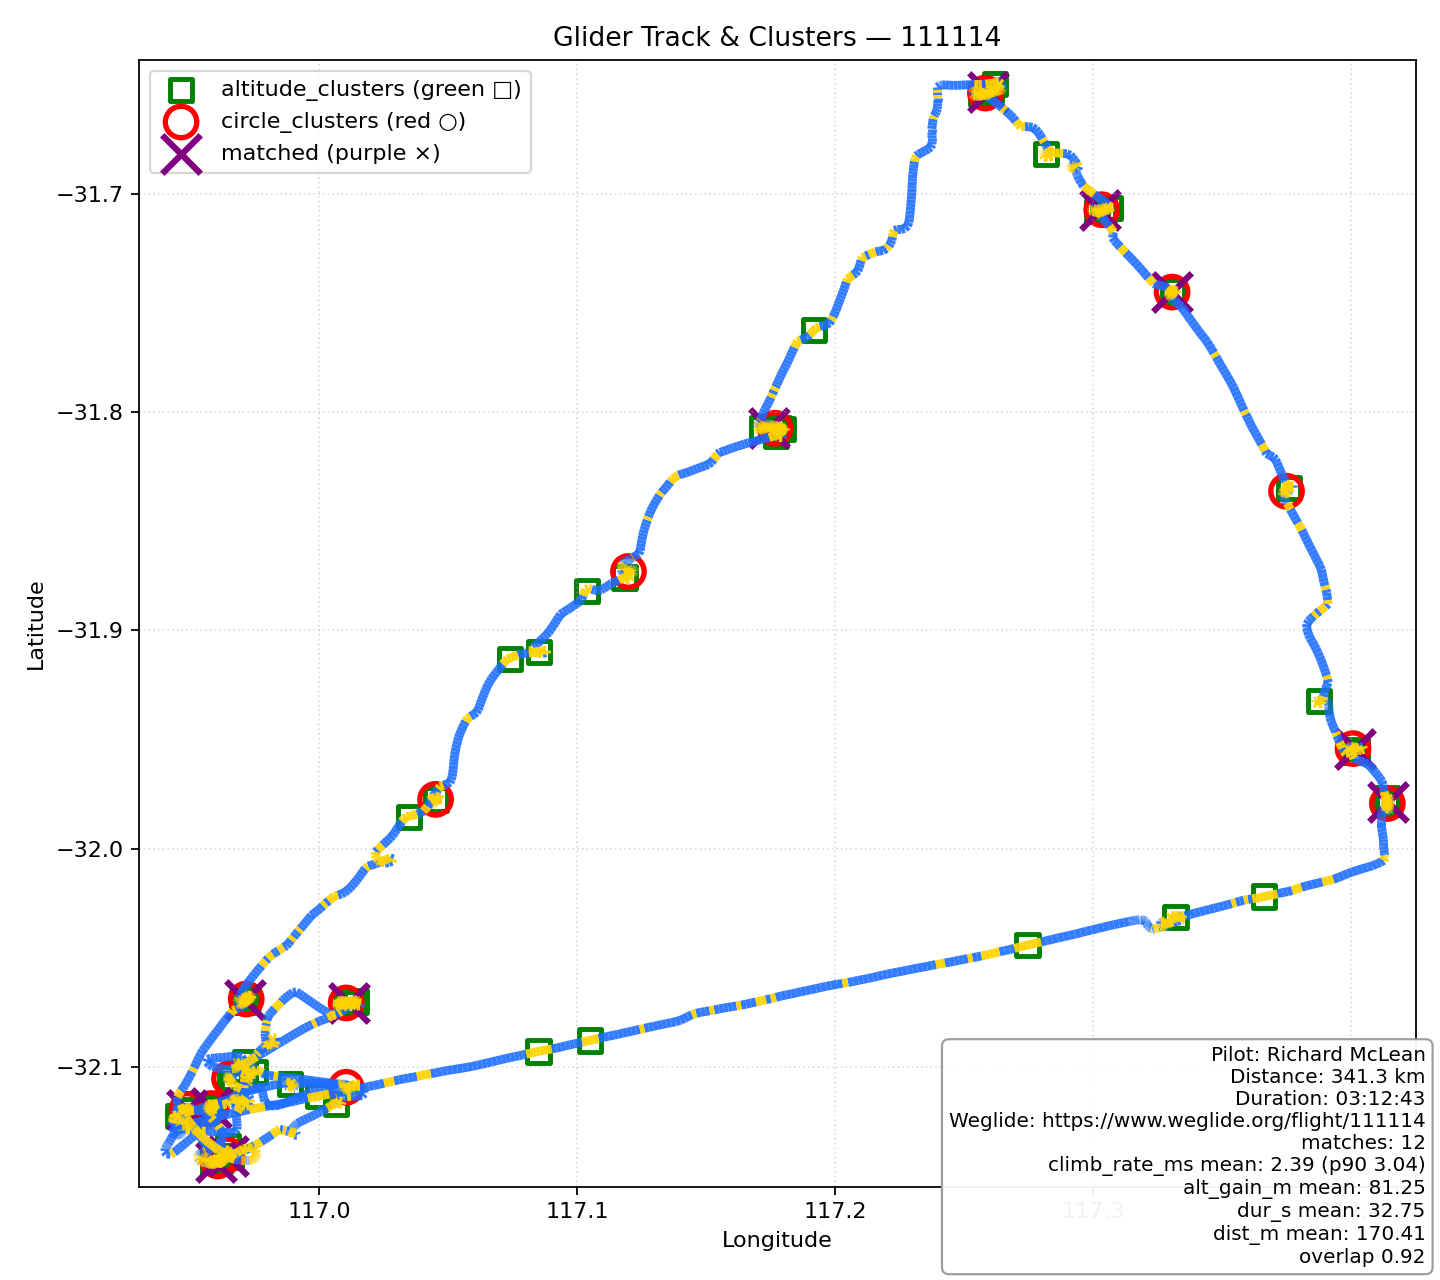 Glider Track & Clusters — 111114
altitude_clusters (green □)
circle_clusters (red ○)
matched (purple ×)
Latitude
−31.7
−31.8
−31.9
−32.0
−32.1
117.0
117.1
117.2
117.3
Longitude
Pilot: Richard McLean
Distance: 341.3 km
Duration: 03:12:43
Weglide: https://www.weglide.org/flight/111114
matches: 12
climb_rate_ms mean: 2.39 (p90 3.04)
alt_gain_m mean: 81.25
dur_s mean: 32.75
dist_m mean: 170.41
overlap 0.92